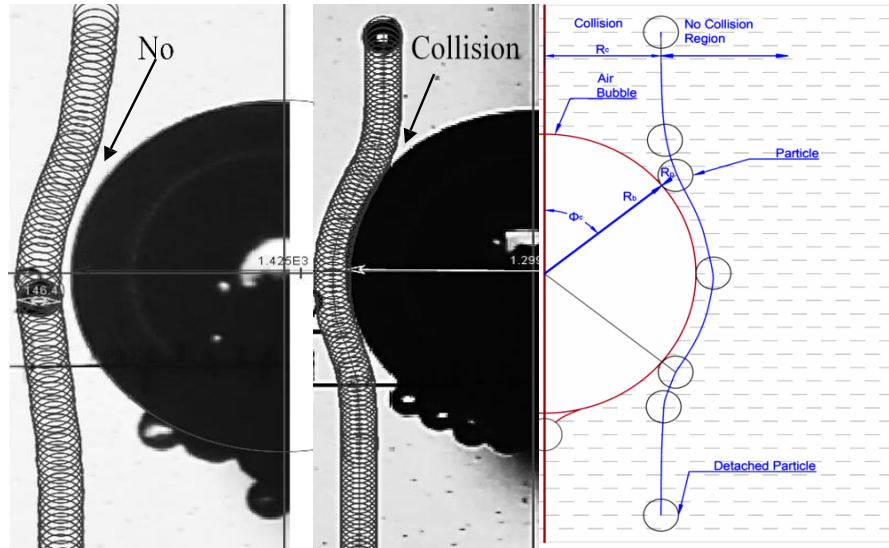 No
1.425E3
146.4
Collision
1.299
Collision
No Collision
Region
Rc
Air
Bubble
Particle
Rp
Rb
Φc
Detached Particle